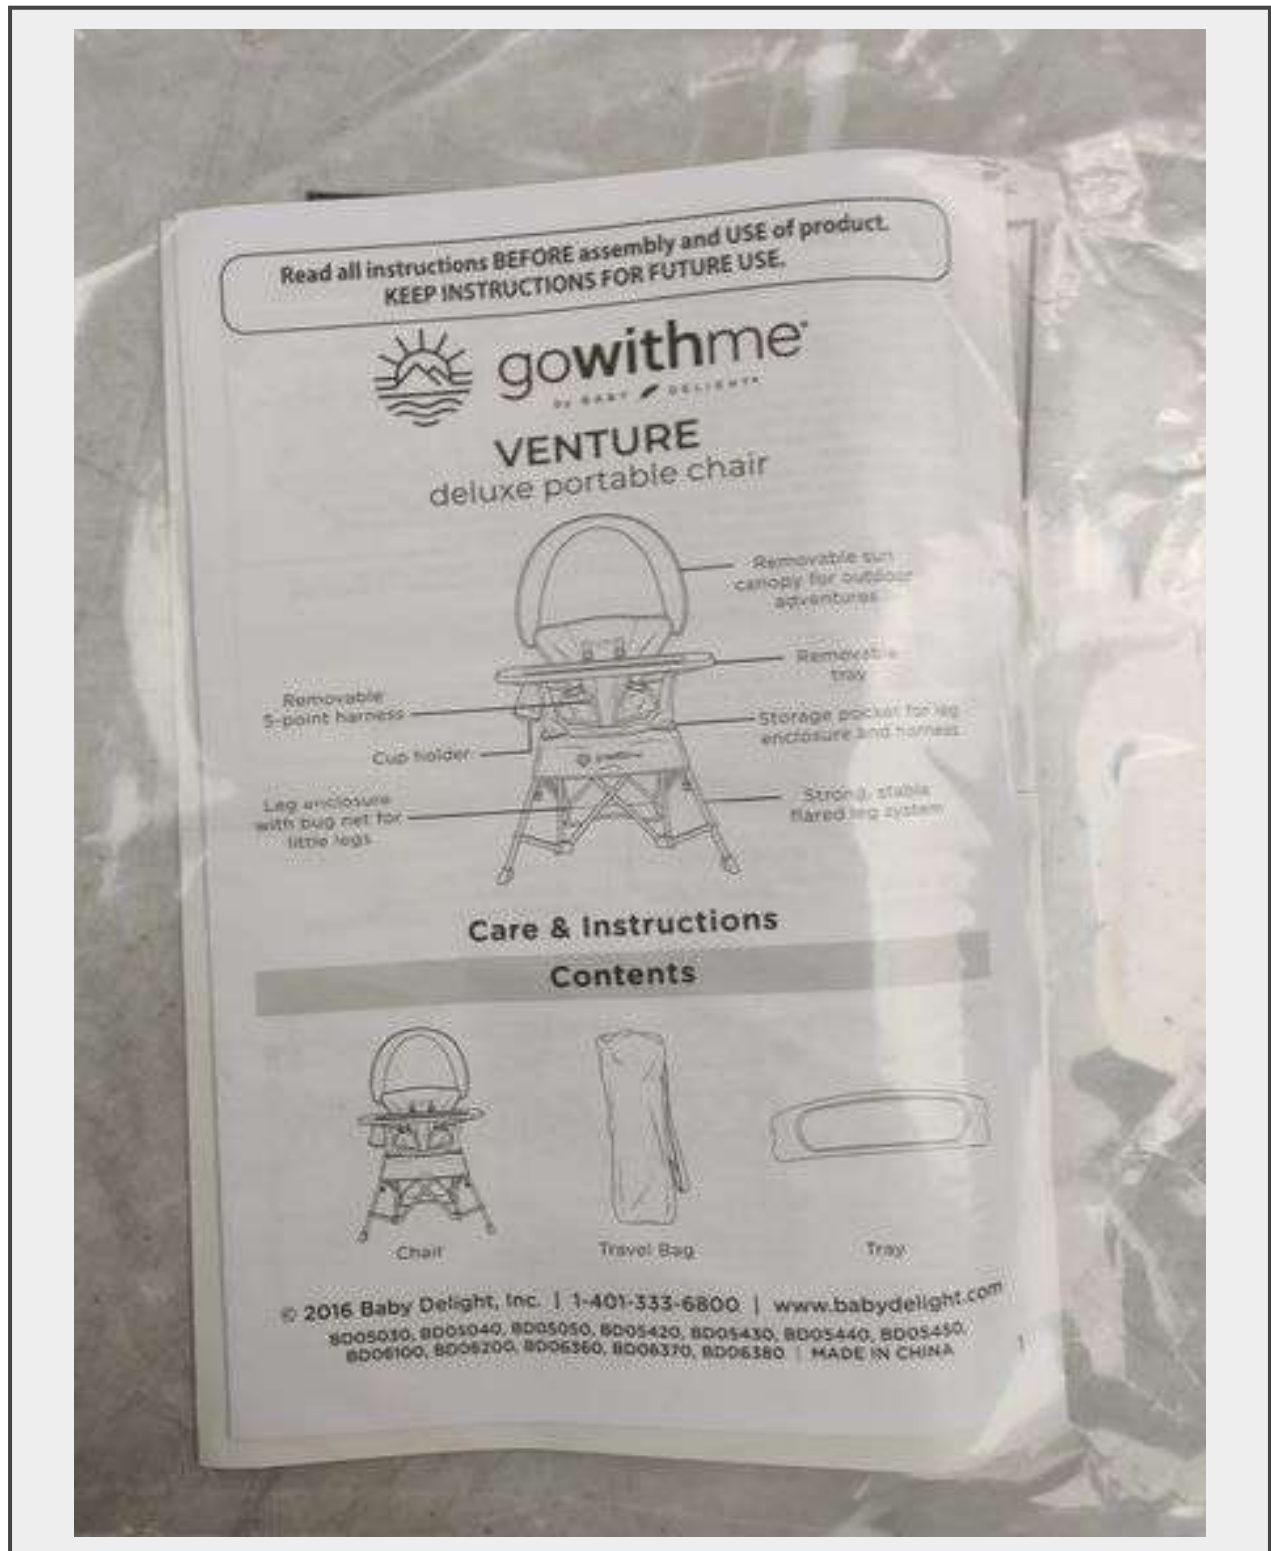 Read all instructions BEFORE assembly and USE of product.
KEEP INSTRUCTIONS FOR FUTURE USE.
gowithme®
by BABY DELIGHT®
VENTURE
deluxe portable chair
Removable sun
canopy for outdoor
adventures
Removable
tray
Removable
5-point harness
Storage pocket for leg
enclosure and harness
Cup holder
Leg enclosure
with bug net for
little legs
Strong, stable
flared leg system
Care & Instructions
Contents
Chair
Travel Bag
Tray
© 2016 Baby Delight, Inc. | 1-401-333-6800 | www.babydelight.com
BD05030, BD05040, BD05050, BD05420, BD05430, BD05440, BD05450,
BD06100, BD06200, BD06360, BD06370, BD06380 | MADE IN CHINA
1